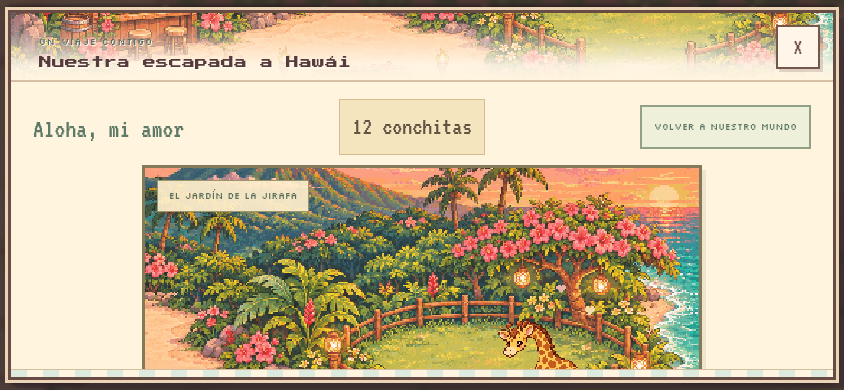 UN VIAJE CONTIGO
Nuestra escapada a Hawái
X
Aloha, mi amor
12 conchitas
VOLVER A NUESTRO MUNDO
EL JARDÍN DE LA JIRAFA